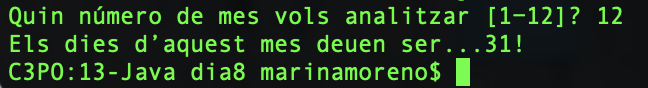 Quin número de mes vols analitzar [1-12]? 12
Els dies d'aquest mes deuen ser...31!
C3PO:13-Java dia8 marinamoreno$